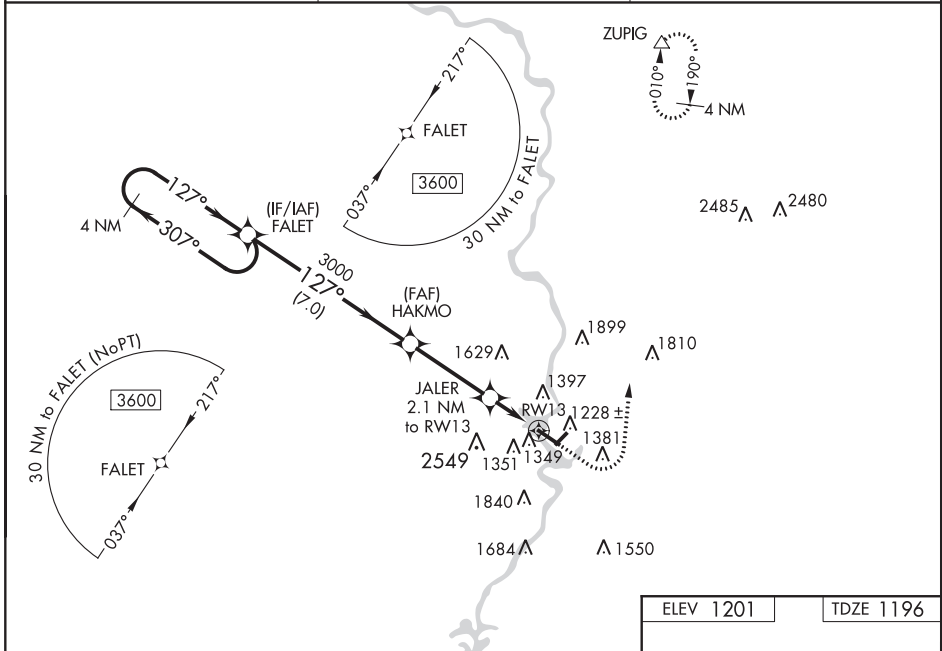 ZUPIG
010°
190°
4 NM
217°
FALET
3600
037°
30 NM to FALET
2485
2480
127°
4 NM
307°
(IF/IAF)
FALET
3000
127°
(7.0)
(FAF)
HAKMO
1629
1899
1810
30 NM to FALET (NoPT)
3600
217°
FALET
037°
JALER
2.1 NM
to RW13
1397
RW13
1228 ±
1381
2549
1351
1349
1840
1684
1550
ELEV 1201
TDZE 1196